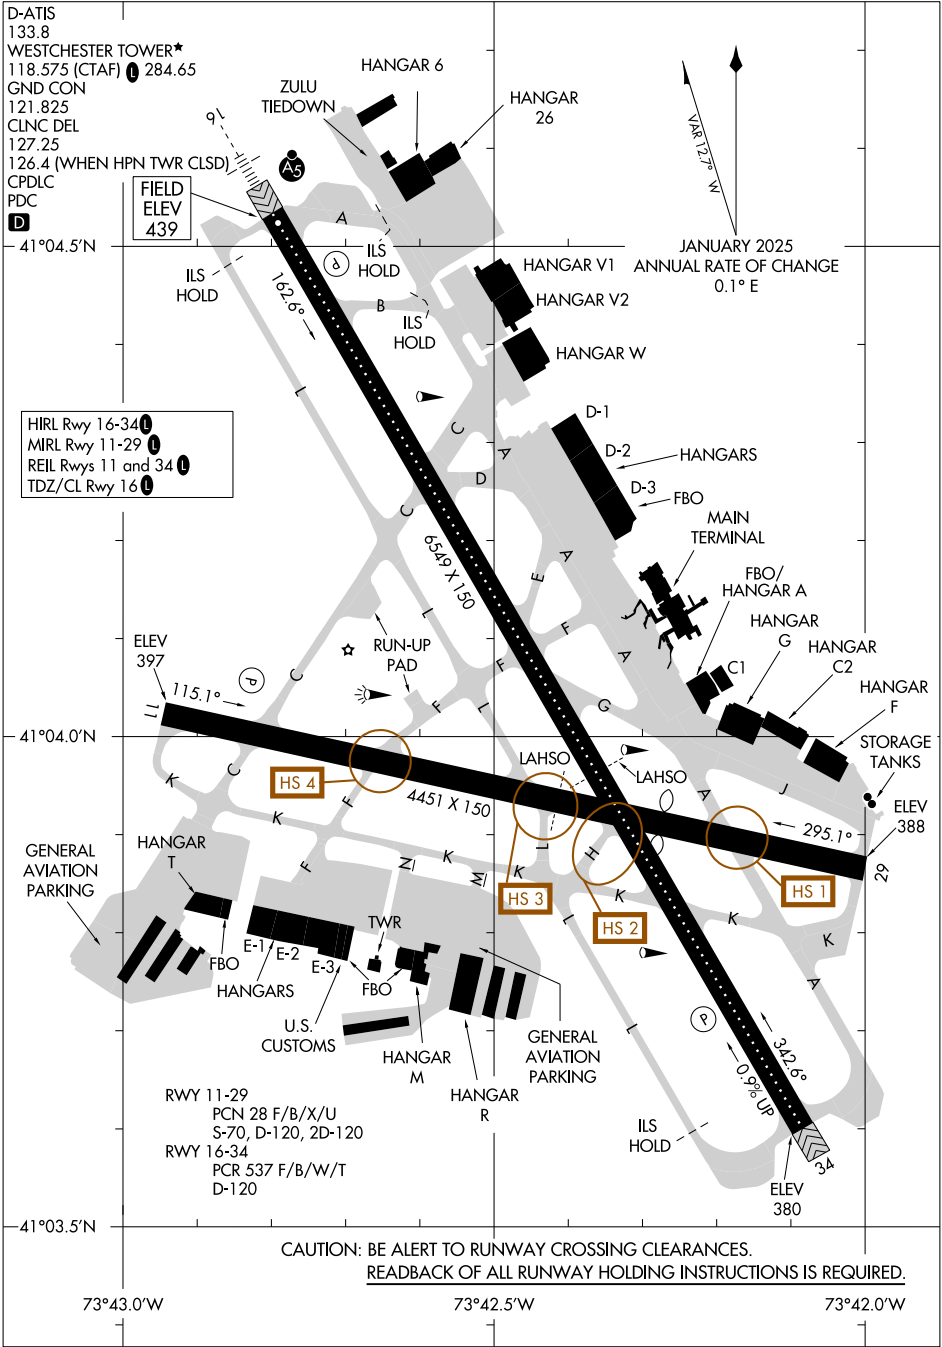 D-ATIS
133.8
WESTCHESTER TOWER★
118.575 (CTAF) L 284.65
GND CON
121.825
CLNC DEL
127.25
126.4 (WHEN HPN TWR CLSD)
CPDLC
PDC
D
FIELD
ELEV
439
16
A5
ZULU
TIEDOWN
HANGAR 6
HANGAR
26
VAR 12.7° W
JANUARY 2025
ANNUAL RATE OF CHANGE
0.1° E
41°04.5'N
ILS
HOLD
162.6°
P
A
ILS
HOLD
B
ILS
HOLD
HANGAR V1
HANGAR V2
HANGAR W
L
HIRL Rwy 16-34 L
MIRL Rwy 11-29 L
REIL Rwys 11 and 34 L
TDZ/CL Rwy 16 L
C
A
D
C
D-1
D-2
D-3
HANGARS
FBO
MAIN
TERMINAL
FBO/
HANGAR A
HANGAR
G
C1
HANGAR
C2
HANGAR
F
STORAGE
TANKS
6549 X 150
E
A
L
F
A
F
RUN-UP
PAD
C
F
L
G
ELEV
397
115.1°
P
11
41°04.0'N
K
C
HS 4
F
4451 X 150
LAHSO
LAHSO
A
J
295.1°
ELEV
388
29
HS 1
K
F
N
K
M
K
L
H
K
K
K
HS 3
HS 2
HANGAR
T
GENERAL
AVIATION
PARKING
FBO
E-1
E-2
E-3
HANGARS
U.S.
CUSTOMS
TWR
FBO
HANGAR
M
HANGAR
R
GENERAL
AVIATION
PARKING
L
L
A
P
342.6°
0.9% UP
ILS
HOLD
ELEV
380
34
RWY 11-29
PCN 28 F/B/X/U
S-70, D-120, 2D-120
RWY 16-34
PCR 537 F/B/W/T
D-120
41°03.5'N
CAUTION: BE ALERT TO RUNWAY CROSSING CLEARANCES.
READBACK OF ALL RUNWAY HOLDING INSTRUCTIONS IS REQUIRED.
73°43.0'W
73°42.5'W
73°42.0'W